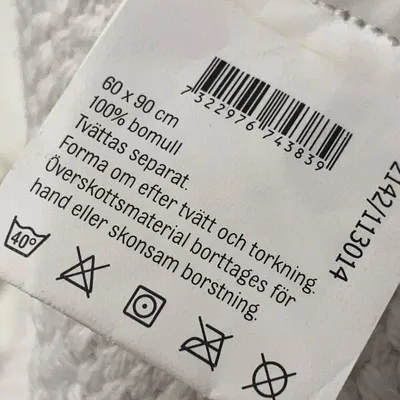 7322976743839
60 x 90 cm
100% bomull
Tvättas separat.
Forma om efter tvätt och torkning.
Överskottsmaterial borttages för
hand eller skonsam borstning.
2142/113014
40°